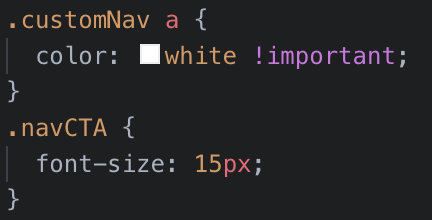 .customNav a {
  color: white !important;
}
.navCTA {
  font-size: 15px;
}